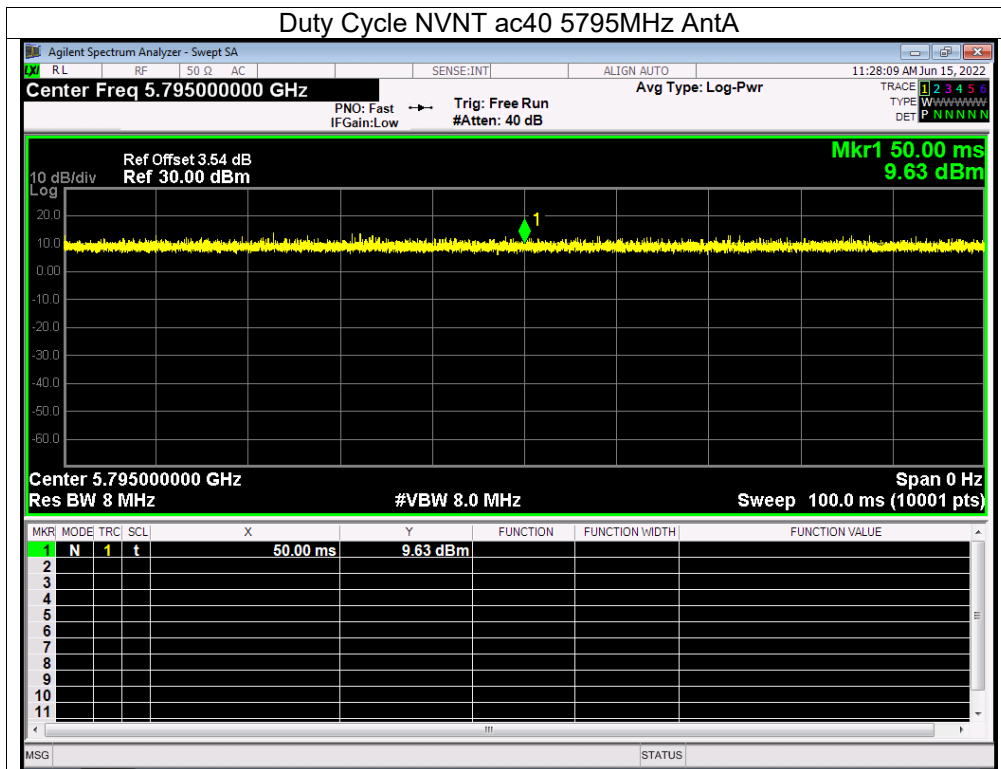 Duty Cycle NVNT ac40 5795MHz AntA
Agilent Spectrum Analyzer - Swept SA
LXI RL RF 50 Ω AC SENSE:INT ALIGN AUTO 11:28:09 AM Jun 15, 2022
Center Freq 5.795000000 GHz Avg Type: Log-Pwr TRACE 1 2 3 4 5 6
PNO: Fast Trig: Free Run TYPE WWWWWW
IFGain:Low #Atten: 40 dB DET P N N N N N
Mkr1 50.00 ms
Ref Offset 3.54 dB
10 dB/div Ref 30.00 dBm 9.63 dBm
Log
20.0
1
10.0
0.00
-10.0
-20.0
-30.0
-40.0
-50.0
-60.0
Center 5.795000000 GHz Span 0 Hz
Res BW 8 MHz #VBW 8.0 MHz Sweep 100.0 ms (10001 pts)
MKR MODE TRC SCL X Y FUNCTION FUNCTION WIDTH FUNCTION VALUE
1 N 1 t 50.00 ms 9.63 dBm
2
3
4
5
6
7
8
9
10
11
MSG STATUS